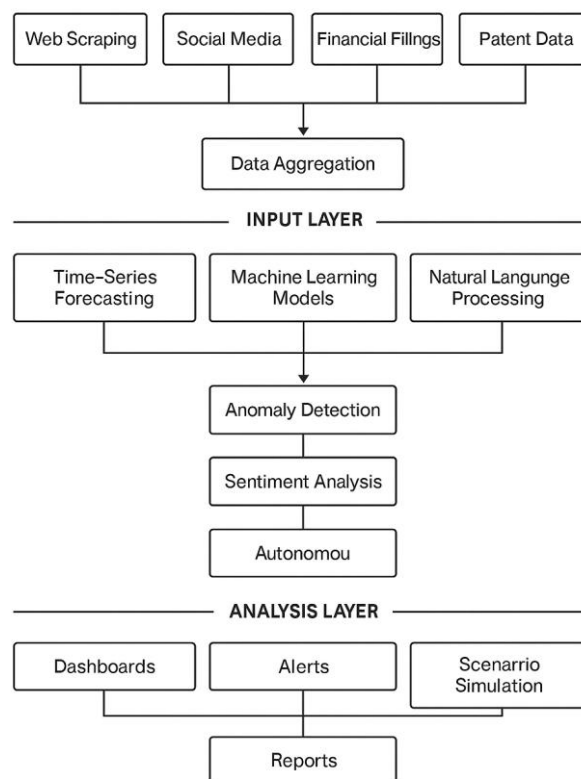 Web Scraping
Social Media
Financial Fillngs
Patent Data
Data Aggregation
INPUT LAYER
Time-Series
Forecasting
Machine Learning
Models
Natural Langunge
Processing
Anomaly Detection
Sentiment Analysis
Autonomou
ANALYSIS LAYER
Dashboards
Alerts
Scenarrio
Simulation
Reports